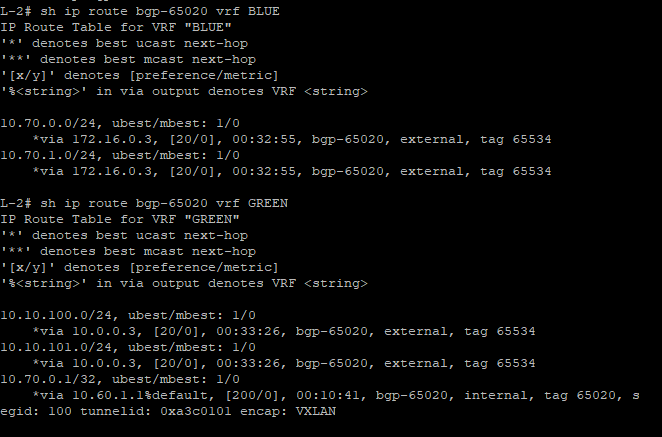 L-2# sh ip route bgp-65020 vrf BLUE
IP Route Table for VRF "BLUE"
'*' denotes best ucast next-hop
'**' denotes best mcast next-hop
'[x/y]' denotes [preference/metric]
'%<string>' in via output denotes VRF <string>

10.70.0.0/24, ubest/mbest: 1/0
    *via 172.16.0.3, [20/0], 00:32:55, bgp-65020, external, tag 65534
10.70.1.0/24, ubest/mbest: 1/0
    *via 172.16.0.3, [20/0], 00:32:55, bgp-65020, external, tag 65534

L-2# sh ip route bgp-65020 vrf GREEN
IP Route Table for VRF "GREEN"
'*' denotes best ucast next-hop
'**' denotes best mcast next-hop
'[x/y]' denotes [preference/metric]
'%<string>' in via output denotes VRF <string>

10.10.100.0/24, ubest/mbest: 1/0
    *via 10.0.0.3, [20/0], 00:33:26, bgp-65020, external, tag 65534
10.10.101.0/24, ubest/mbest: 1/0
    *via 10.0.0.3, [20/0], 00:33:26, bgp-65020, external, tag 65534
10.70.0.1/32, ubest/mbest: 1/0
    *via 10.60.1.1%default, [200/0], 00:10:41, bgp-65020, internal, tag 65020, s
egid: 100 tunnelid: 0xa3c0101 encap: VXLAN